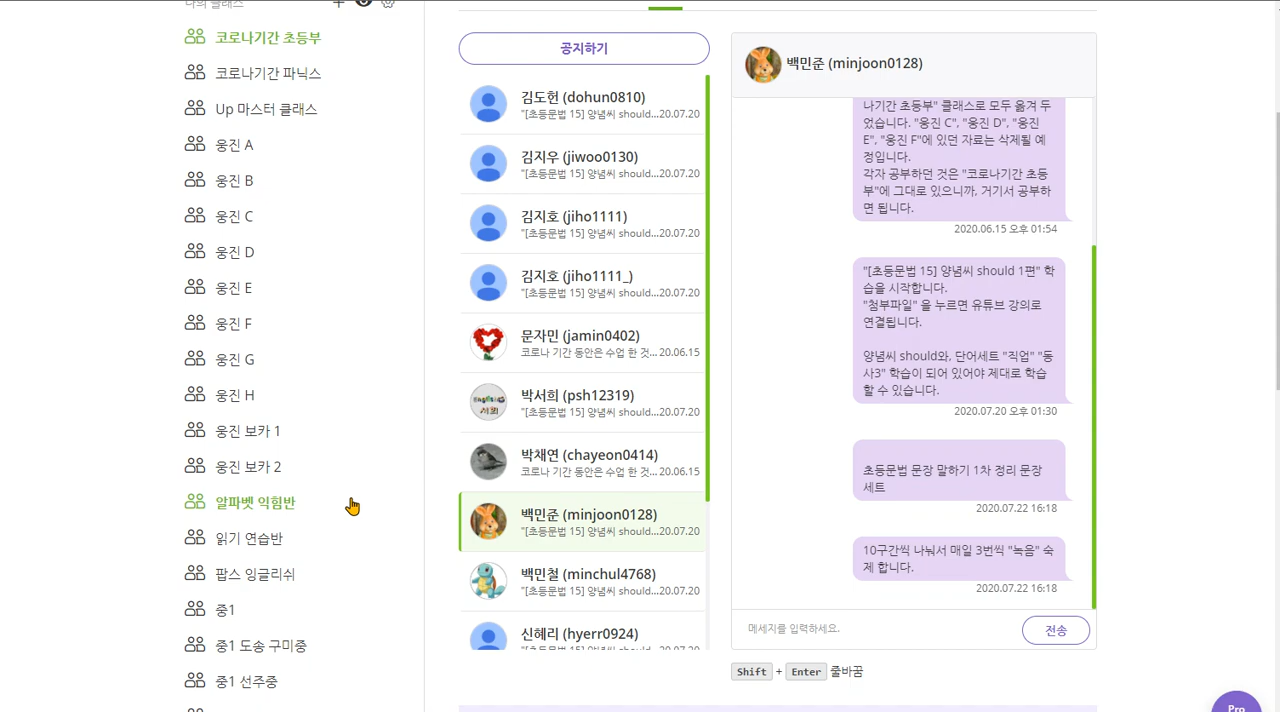 나의 클래스
코로나기간 초등부
코로나기간 파닉스
Up 마스터 클래스
웅진 A
웅진 B
웅진 C
웅진 D
웅진 E
웅진 F
웅진 G
웅진 H
웅진 보카 1
웅진 보카 2
알파벳 익힘반
읽기 연습반
팝스 잉글리쉬
중1
중1 도송 구미중
중1 선주중
공지하기
김도헌 (dohun0810)
"[초등문법 15] 양념씨 should...20.07.20
김지우 (jiwoo0130)
"[초등문법 15] 양념씨 should...20.07.20
김지호 (jiho1111)
"[초등문법 15] 양념씨 should...20.07.20
김지호 (jiho1111_)
"[초등문법 15] 양념씨 should...20.07.20
문자민 (jamin0402)
코로나 기간 동안은 수업 한 것... 20.06.15
박서희 (psh12319)
"[초등문법 15] 양념씨 should...20.07.20
박채연 (chayeon0414)
코로나 기간 동안은 수업 한 것... 20.06.15
백민준 (minjoon0128)
"[초등문법 15] 양념씨 should...20.07.20
백민철 (minchul4768)
"[초등문법 15] 양념씨 should...20.07.20
신혜리 (hyerr0924)
"[초등문법 15] 양념씨 should...20.07.20
백민준 (minjoon0128)
나기간 초등부" 클래스로 모두 옮겨 두
었습니다. "웅진 C", "웅진 D", "웅진
E", "웅진 F"에 있던 자료는 삭제될 예
정입니다.
각자 공부하던 것은 "코로나기간 초등
부"에 그대로 있으니까, 거기서 공부하
면 됩니다.
2020.06.15 오후 01:54
"[초등문법 15] 양념씨 should 1편" 학
습을 시작합니다.
"첨부파일" 을 누르면 유튜브 강의로
연결됩니다.
양념씨 should와, 단어세트 "직업" "동
사3" 학습이 되어 있어야 제대로 학습
할 수 있습니다.
2020.07.20 오후 01:30
초등문법 문장 말하기 1차 정리 문장
세트
2020.07.22 16:18
10구간씩 나눠서 매일 3번씩 "녹음" 숙
제 합니다.
2020.07.22 16:18
메세지를 입력하세요.
전송
Shift + Enter 줄바꿈
Pro